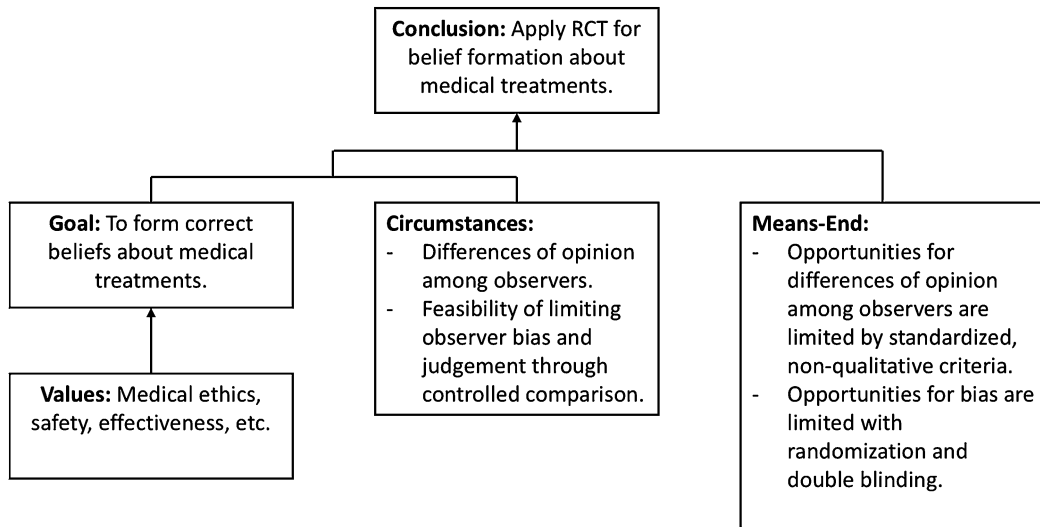 Conclusion: Apply RCT for
belief formation about
medical treatments.
Goal: To form correct
beliefs about medical
treatments.
Values: Medical ethics,
safety, effectiveness, etc.
Circumstances:
- Differences of opinion
among observers.
- Feasibility of limiting
observer bias and
judgement through
controlled comparison.
Means-End:
- Opportunities for
differences of opinion
among observers are
limited by standardized,
non-qualitative criteria.
- Opportunities for bias are
limited with
randomization and
double blinding.